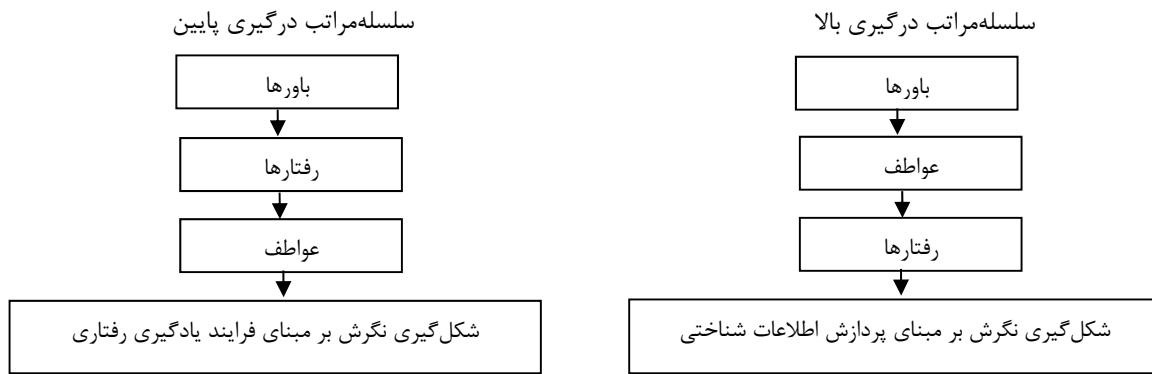 سلسله‌مراتب درگیری بالا
باورها
عواطف
رفتارها
شکل‌گیری نگرش بر مبنای پردازش اطلاعات شناختی
سلسله‌مراتب درگیری پایین
باورها
رفتارها
عواطف
شکل‌گیری نگرش بر مبنای فرایند یادگیری رفتاری